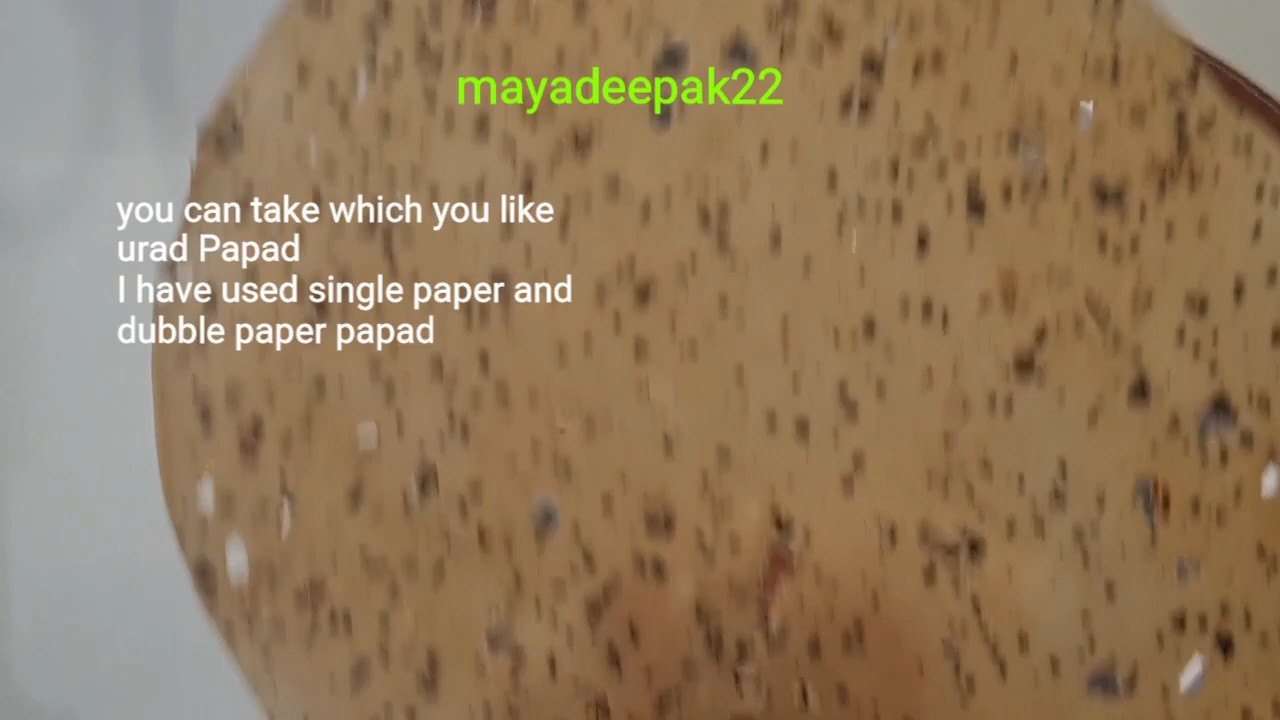 mayadeepak22
you can take which you like
urad Papad
I have used single paper and
dubble paper papad